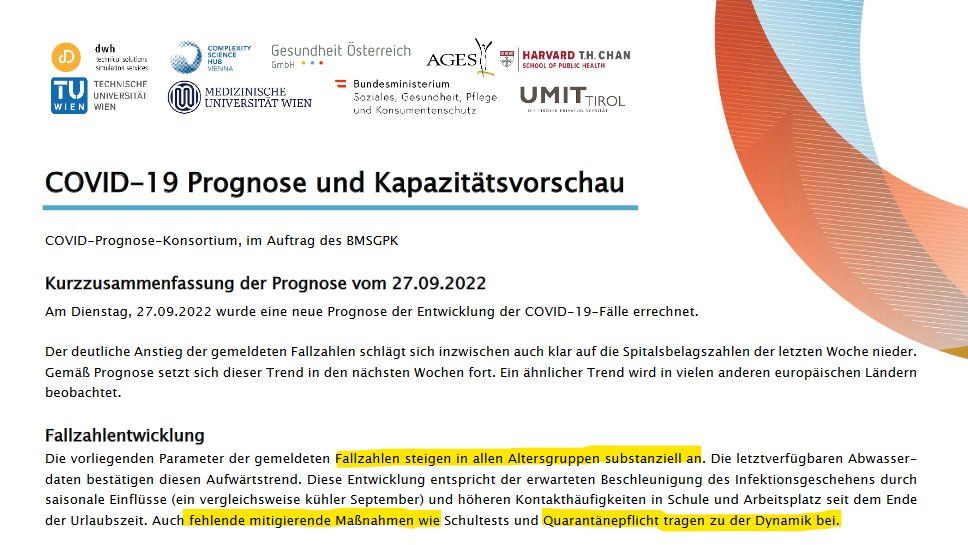 dwh
technical solutions
simulation services
COMPLEXITY
SCIENCE
HUB
VIENNA
Gesundheit Österreich
GmbH
AGES
HARVARD T.H. CHAN
SCHOOL OF PUBLIC HEALTH
TU
WIEN
TECHNISCHE
UNIVERSITÄT
WIEN
MEDIZINISCHE
UNIVERSITÄT WIEN
Bundesministerium
Soziales, Gesundheit, Pflege
und Konsumentenschutz
UMIT TIROL
COVID-19 Prognose und Kapazitätsvorschau
COVID-Prognose-Konsortium, im Auftrag des BMSGPK
Kurzzusammenfassung der Prognose vom 27.09.2022
Am Dienstag, 27.09.2022 wurde eine neue Prognose der Entwicklung der COVID-19-Fälle errechnet.
Der deutliche Anstieg der gemeldeten Fallzahlen schlägt sich inzwischen auch klar auf die Spitalsbelagszahlen der letzten Woche nieder.
Gemäß Prognose setzt sich dieser Trend in den nächsten Wochen fort. Ein ähnlicher Trend wird in vielen anderen europäischen Ländern
beobachtet.
Fallzahlentwicklung
Die vorliegenden Parameter der gemeldeten Fallzahlen steigen in allen Altersgruppen substanziell an. Die letztverfügbaren Abwasser-
daten bestätigen diesen Aufwärtstrend. Diese Entwicklung entspricht der erwarteten Beschleunigung des Infektionsgeschehens durch
saisonale Einflüsse (ein vergleichsweise kühler September) und höheren Kontakthäufigkeiten in Schule und Arbeitsplatz seit dem Ende
der Urlaubszeit. Auch fehlende mitigierende Maßnahmen wie Schultests und Quarantänepflicht tragen zu der Dynamik bei.